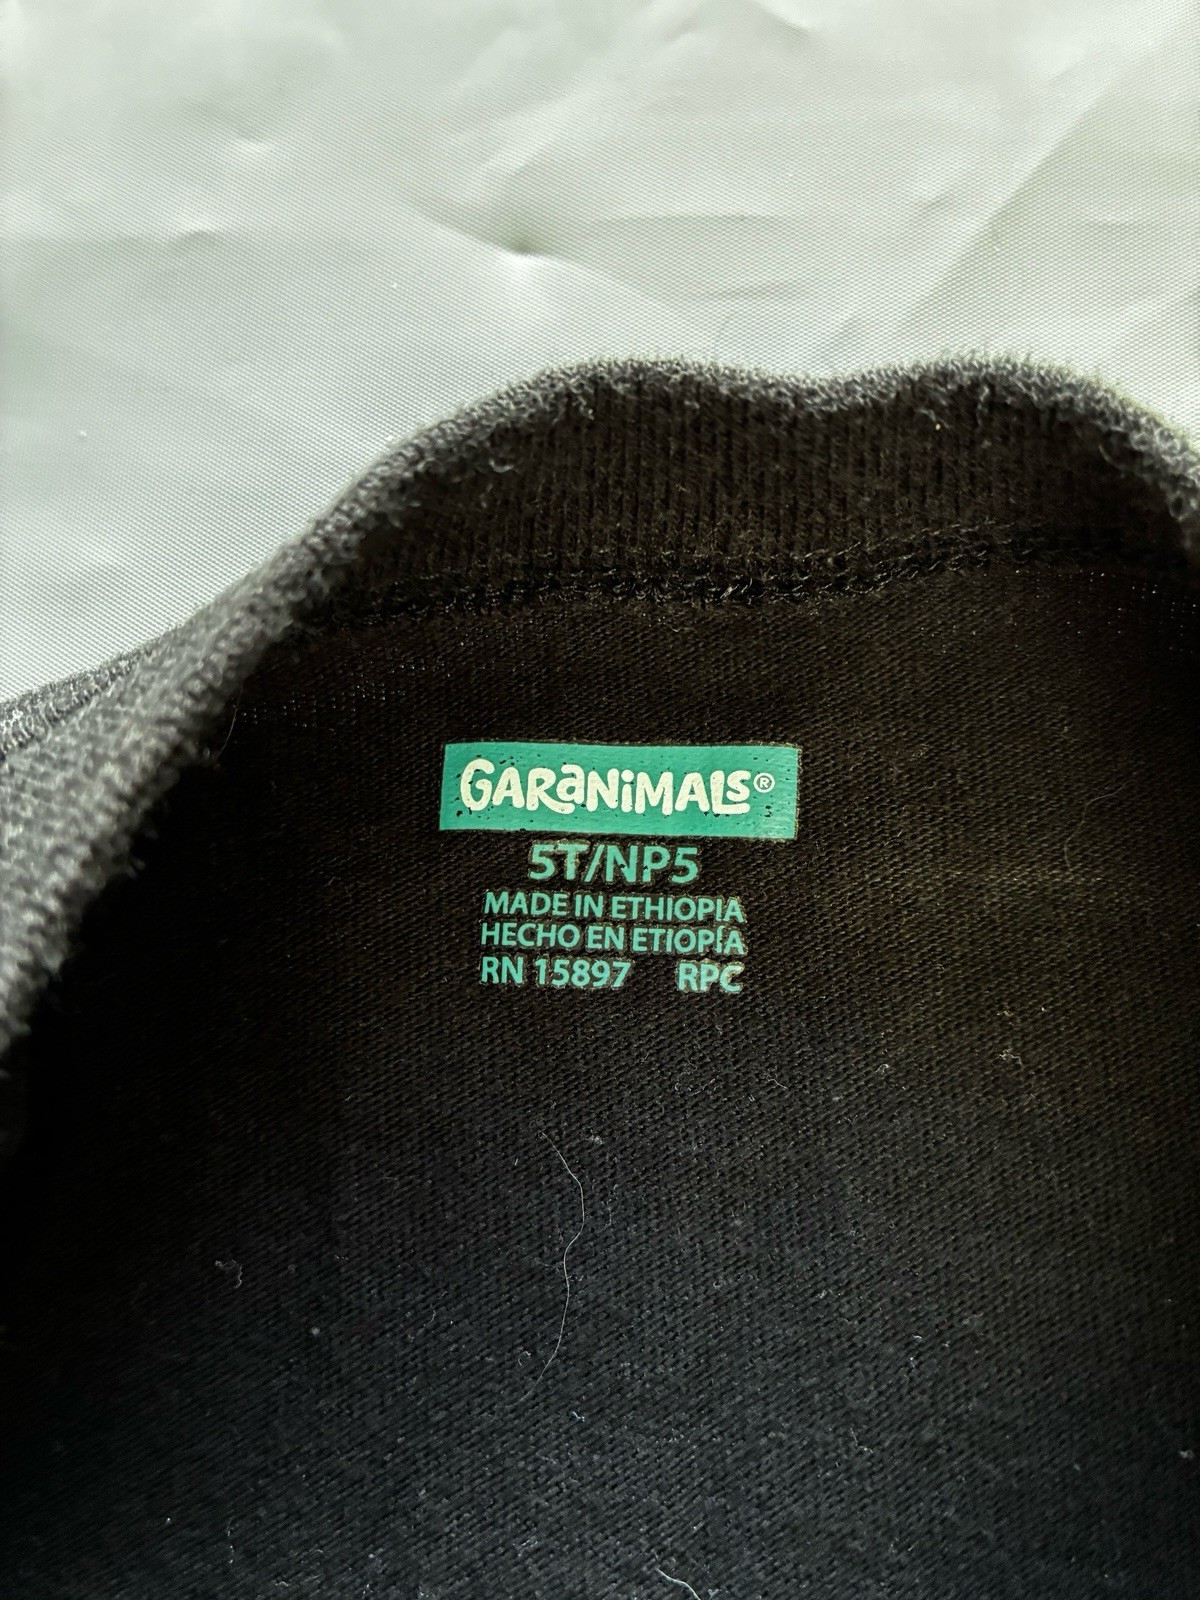 GARANiMALS®
5T/NP5
MADE IN ETHIOPIA
HECHO EN ETIOPÍA
RN 15897 RPC